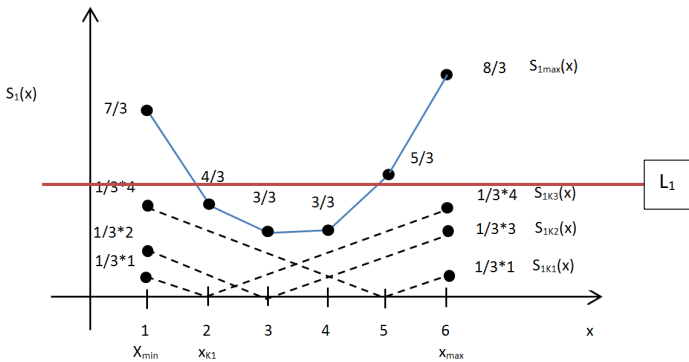 8/3 S1max(x)
S1(x)
7/3
5/3
4/3
1/3*4
L1
1/3*4 S1K3(x)
3/3
3/3
1/3*2
1/3*3 S1K2(x)
1/3*1
1/3*1 S1K1(x)
1 2 3 4 5 6 x
Xmin xK1 xmax